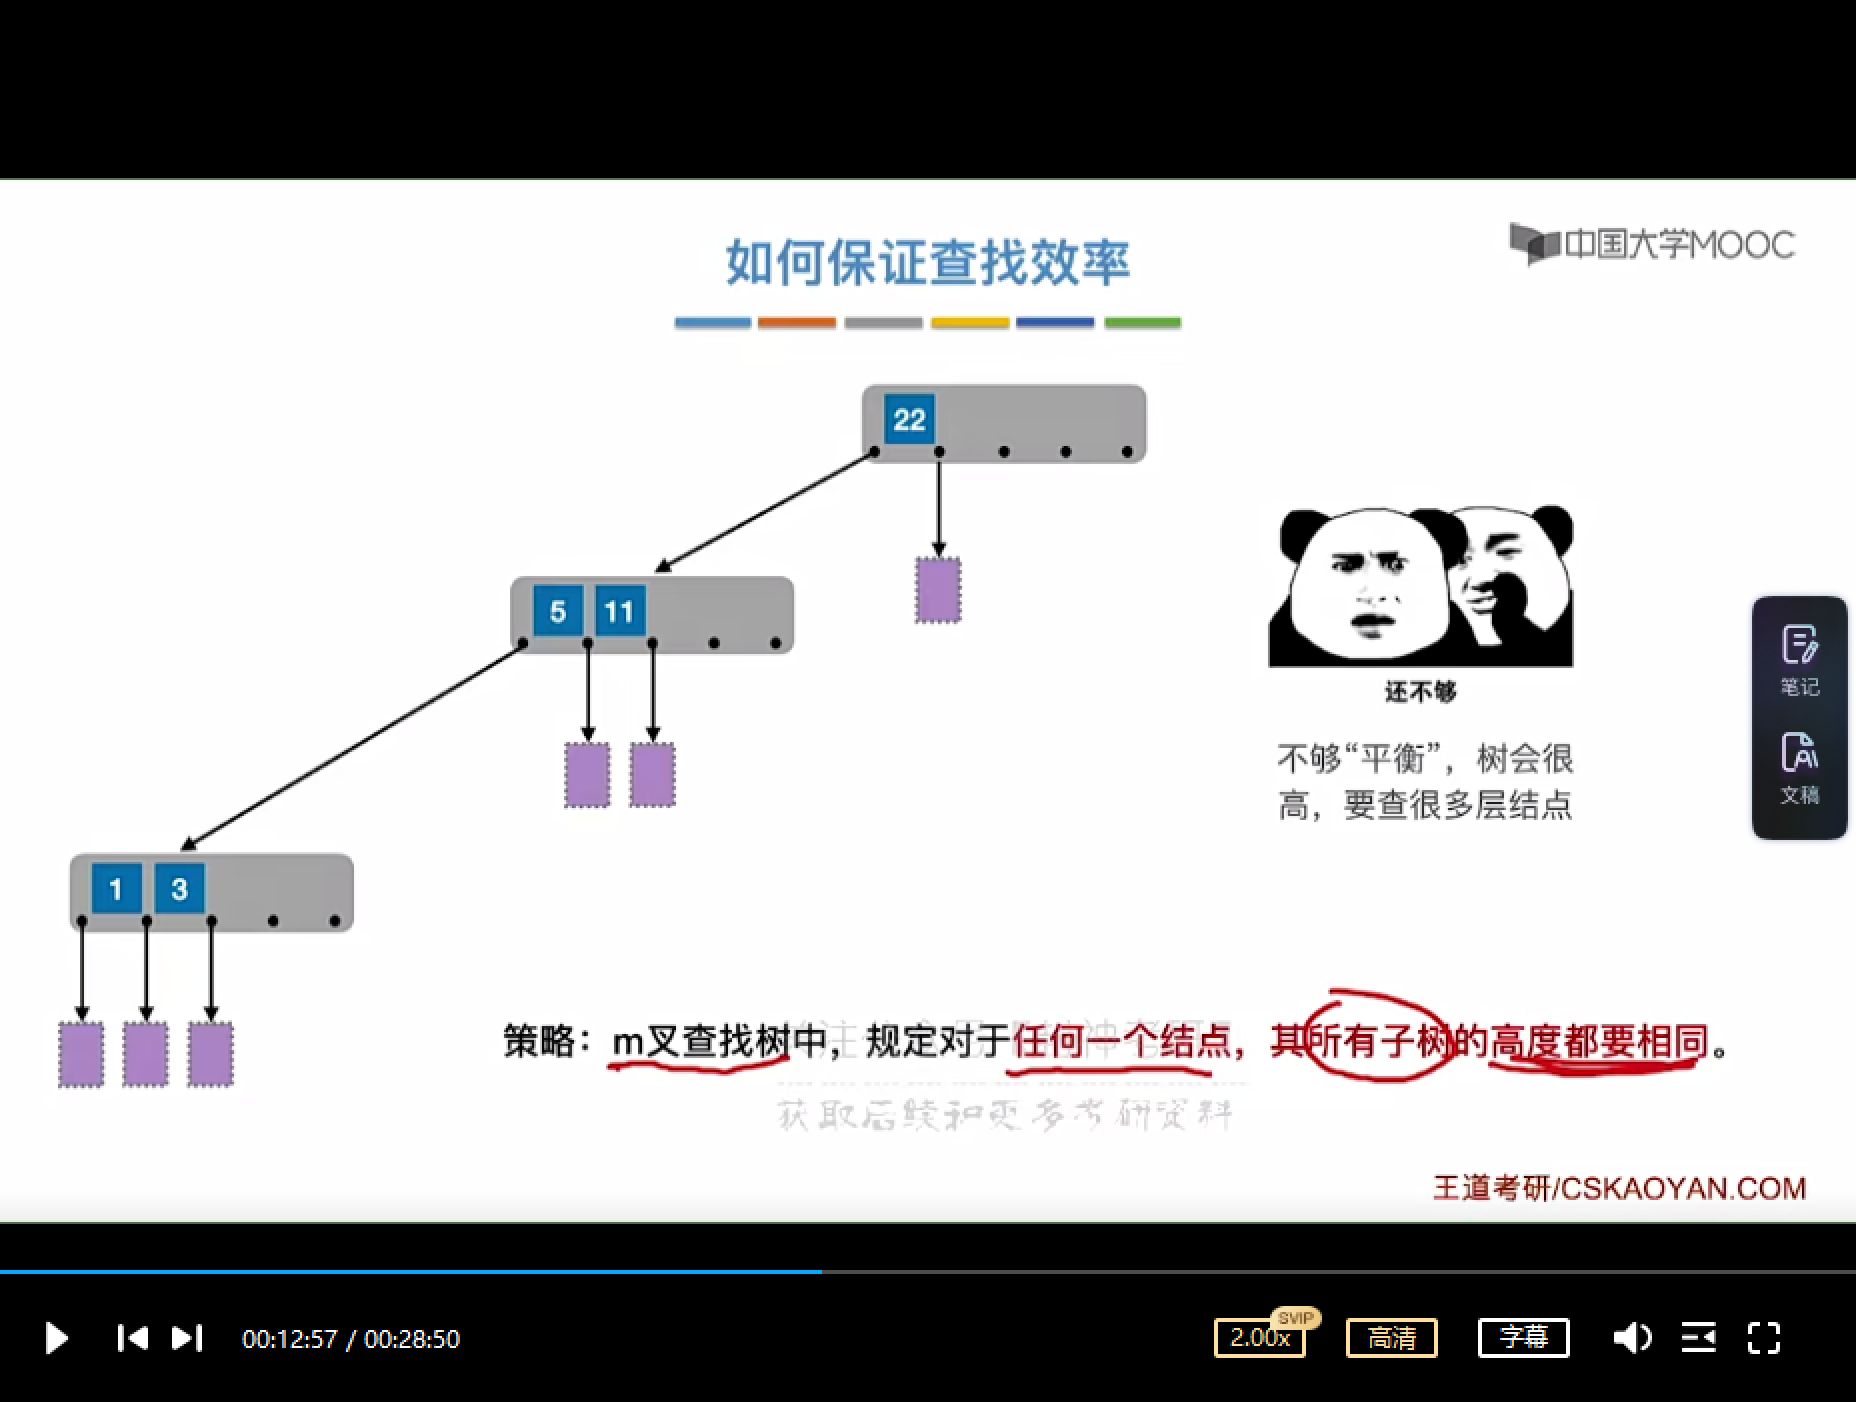 如何保证查找效率
中国大学MOOC
22
5 11
还不够
不够“平衡”，树会很
高，要查很多层结点
笔记
文稿
1 3
策略：m叉查找树中，规定对于任何一个结点，其所有子树的高度都要相同。
获取后续和更多考研资料
王道考研/CSKAOYAN.COM
00:12:57 / 00:28:50
SVIP
2.00x
高清
字幕